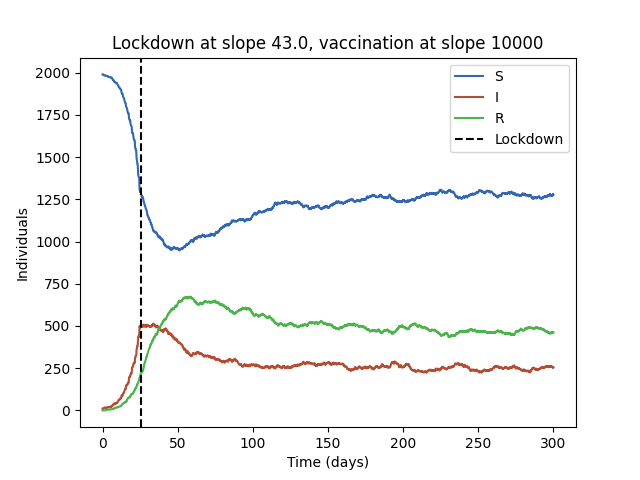 Lockdown at slope 43.0, vaccination at slope 10000
S
I
R
Lockdown
2000
1750
1500
1250
1000
750
500
250
0
Individuals
0 50 100 150 200 250 300
Time (days)